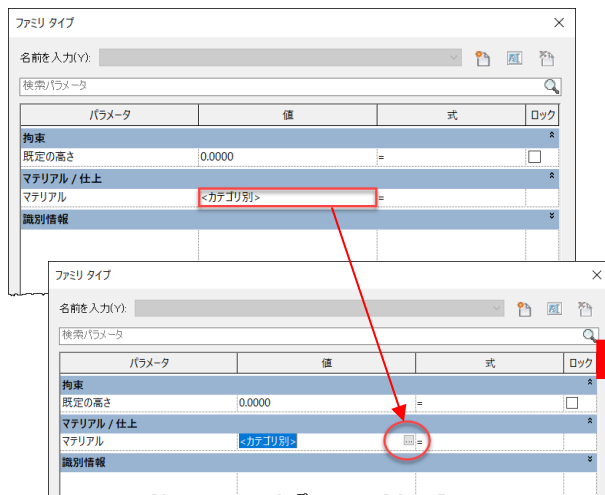 ファミリ タイプ
名前を入力(Y):
検索パラメータ
パラメータ 値 式 ロック
拘束
既定の高さ 0.0000 =
マテリアル / 仕上
マテリアル <カテゴリ別> =
識別情報
ファミリ タイプ
名前を入力(Y):
検索パラメータ
パラメータ 値 式 ロック
拘束
既定の高さ 0.0000 =
マテリアル / 仕上
マテリアル <カテゴリ別> ... =
識別情報